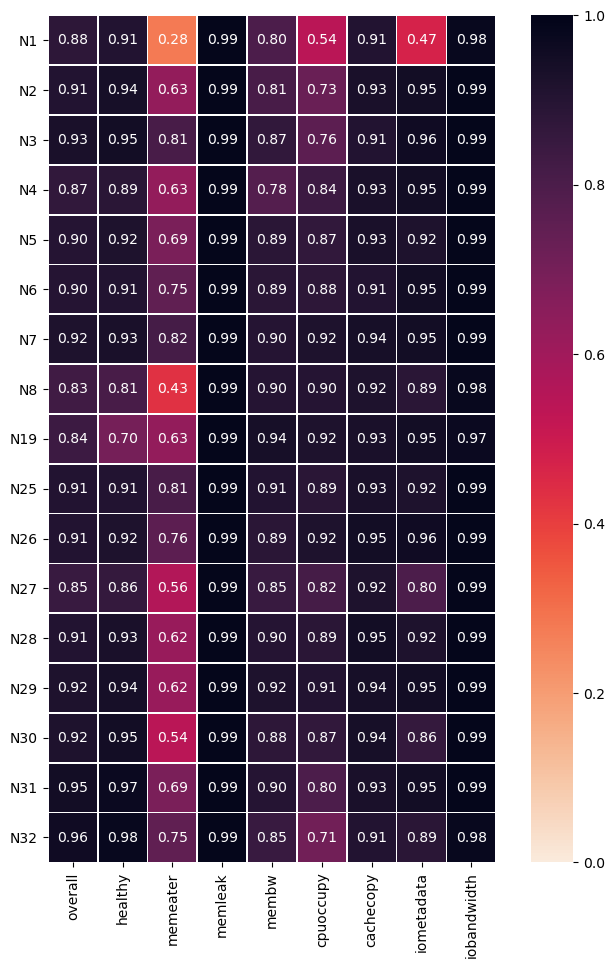 N1 0.88 0.91 0.28 0.99 0.80 0.54 0.91 0.47 0.98
N2 0.91 0.94 0.63 0.99 0.81 0.73 0.93 0.95 0.99
N3 0.93 0.95 0.81 0.99 0.87 0.76 0.91 0.96 0.99
N4 0.87 0.89 0.63 0.99 0.78 0.84 0.93 0.95 0.99
N5 0.90 0.92 0.69 0.99 0.89 0.87 0.93 0.92 0.99
N6 0.90 0.91 0.75 0.99 0.89 0.88 0.91 0.95 0.99
N7 0.92 0.93 0.82 0.99 0.90 0.92 0.94 0.95 0.99
N8 0.83 0.81 0.43 0.99 0.90 0.90 0.92 0.89 0.98
N19 0.84 0.70 0.63 0.99 0.94 0.92 0.93 0.95 0.97
N25 0.91 0.91 0.81 0.99 0.91 0.89 0.93 0.92 0.99
N26 0.91 0.92 0.76 0.99 0.89 0.92 0.95 0.96 0.99
N27 0.85 0.86 0.56 0.99 0.85 0.82 0.92 0.80 0.99
N28 0.91 0.93 0.62 0.99 0.90 0.89 0.95 0.92 0.99
N29 0.92 0.94 0.62 0.99 0.92 0.91 0.94 0.95 0.99
N30 0.92 0.95 0.54 0.99 0.88 0.87 0.94 0.86 0.99
N31 0.95 0.97 0.69 0.99 0.90 0.80 0.93 0.95 0.99
N32 0.96 0.98 0.75 0.99 0.85 0.71 0.91 0.89 0.98
overall healthy memeater memleak membw cpuoccupy cachecopy iometadata iobandwidth
1.0
0.8
0.6
0.4
0.2
0.0